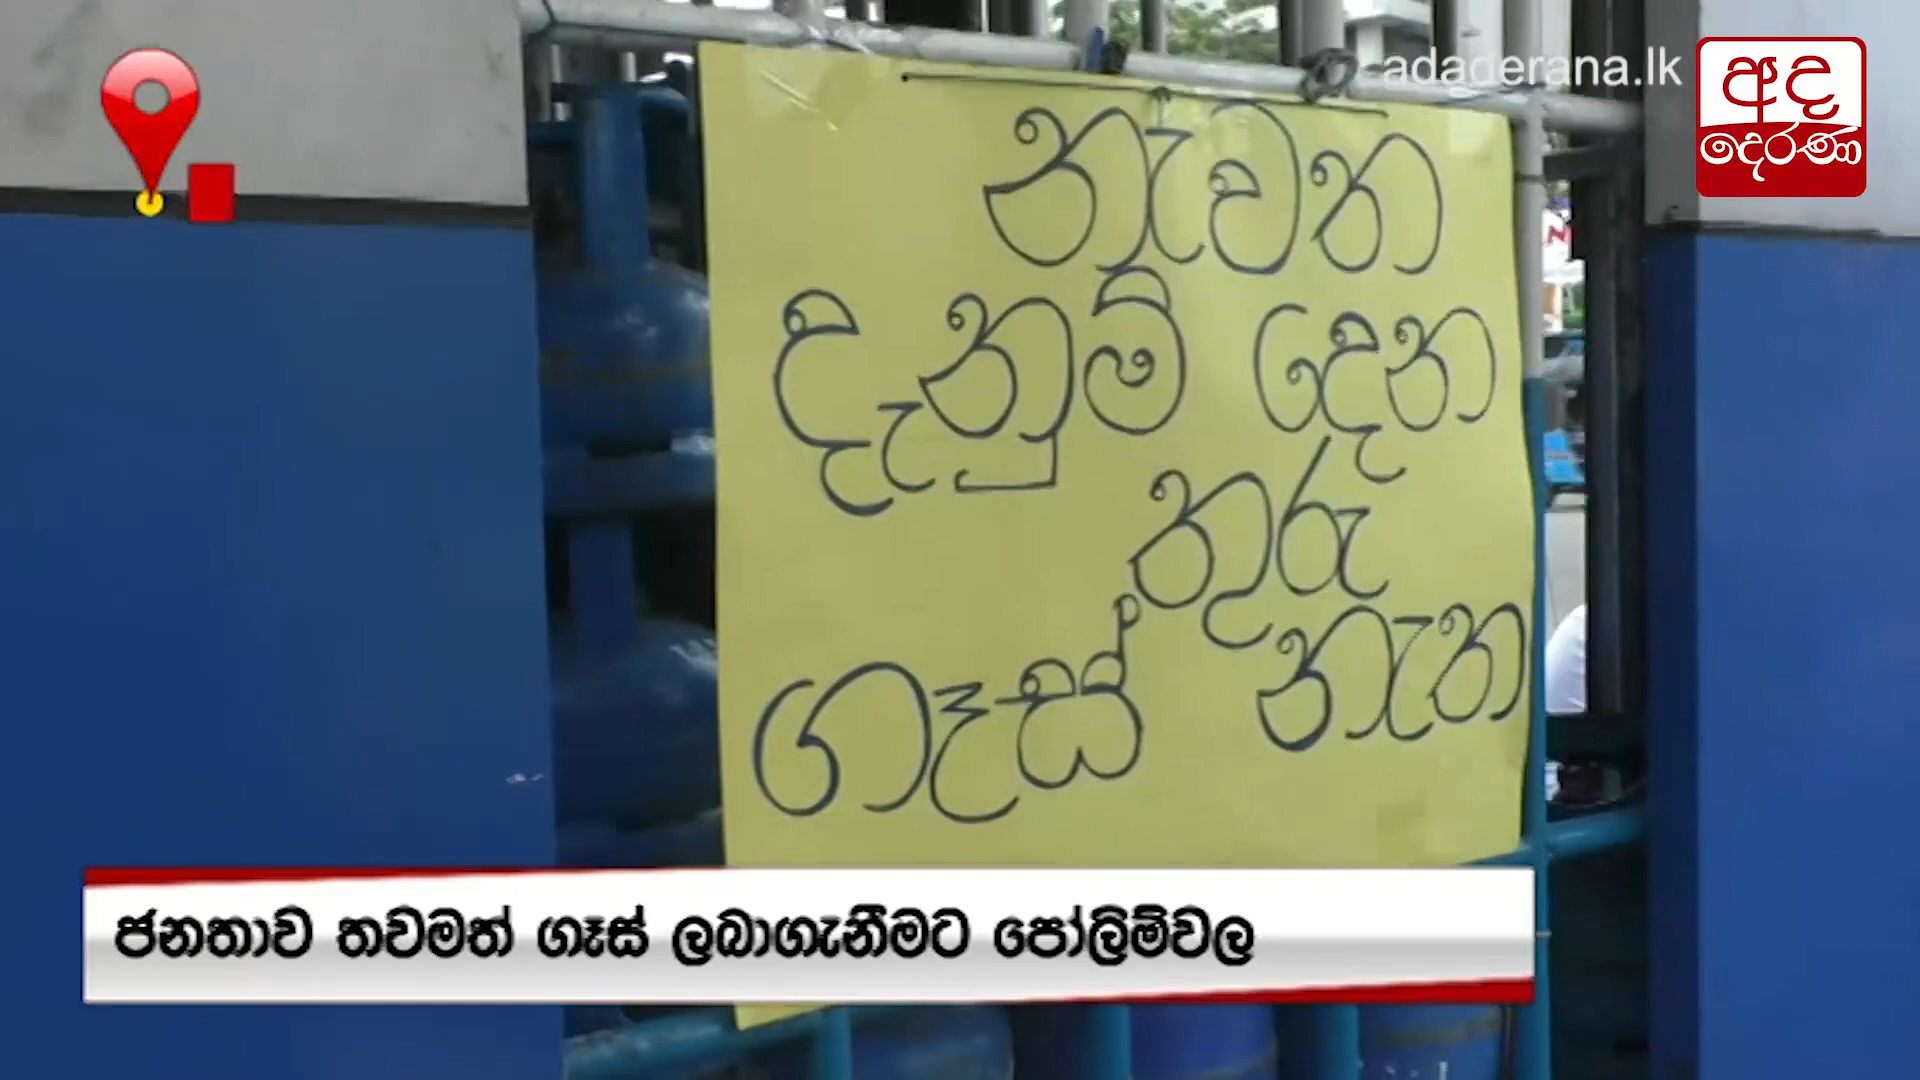 adaderana.lk
අද
දෙරණ
නැවත
දැනුම් දෙන
තුරු
ගෑස් නැත
ජනතාව තවමත් ගෑස් ලබාගැනීමට පෝලිම්වල